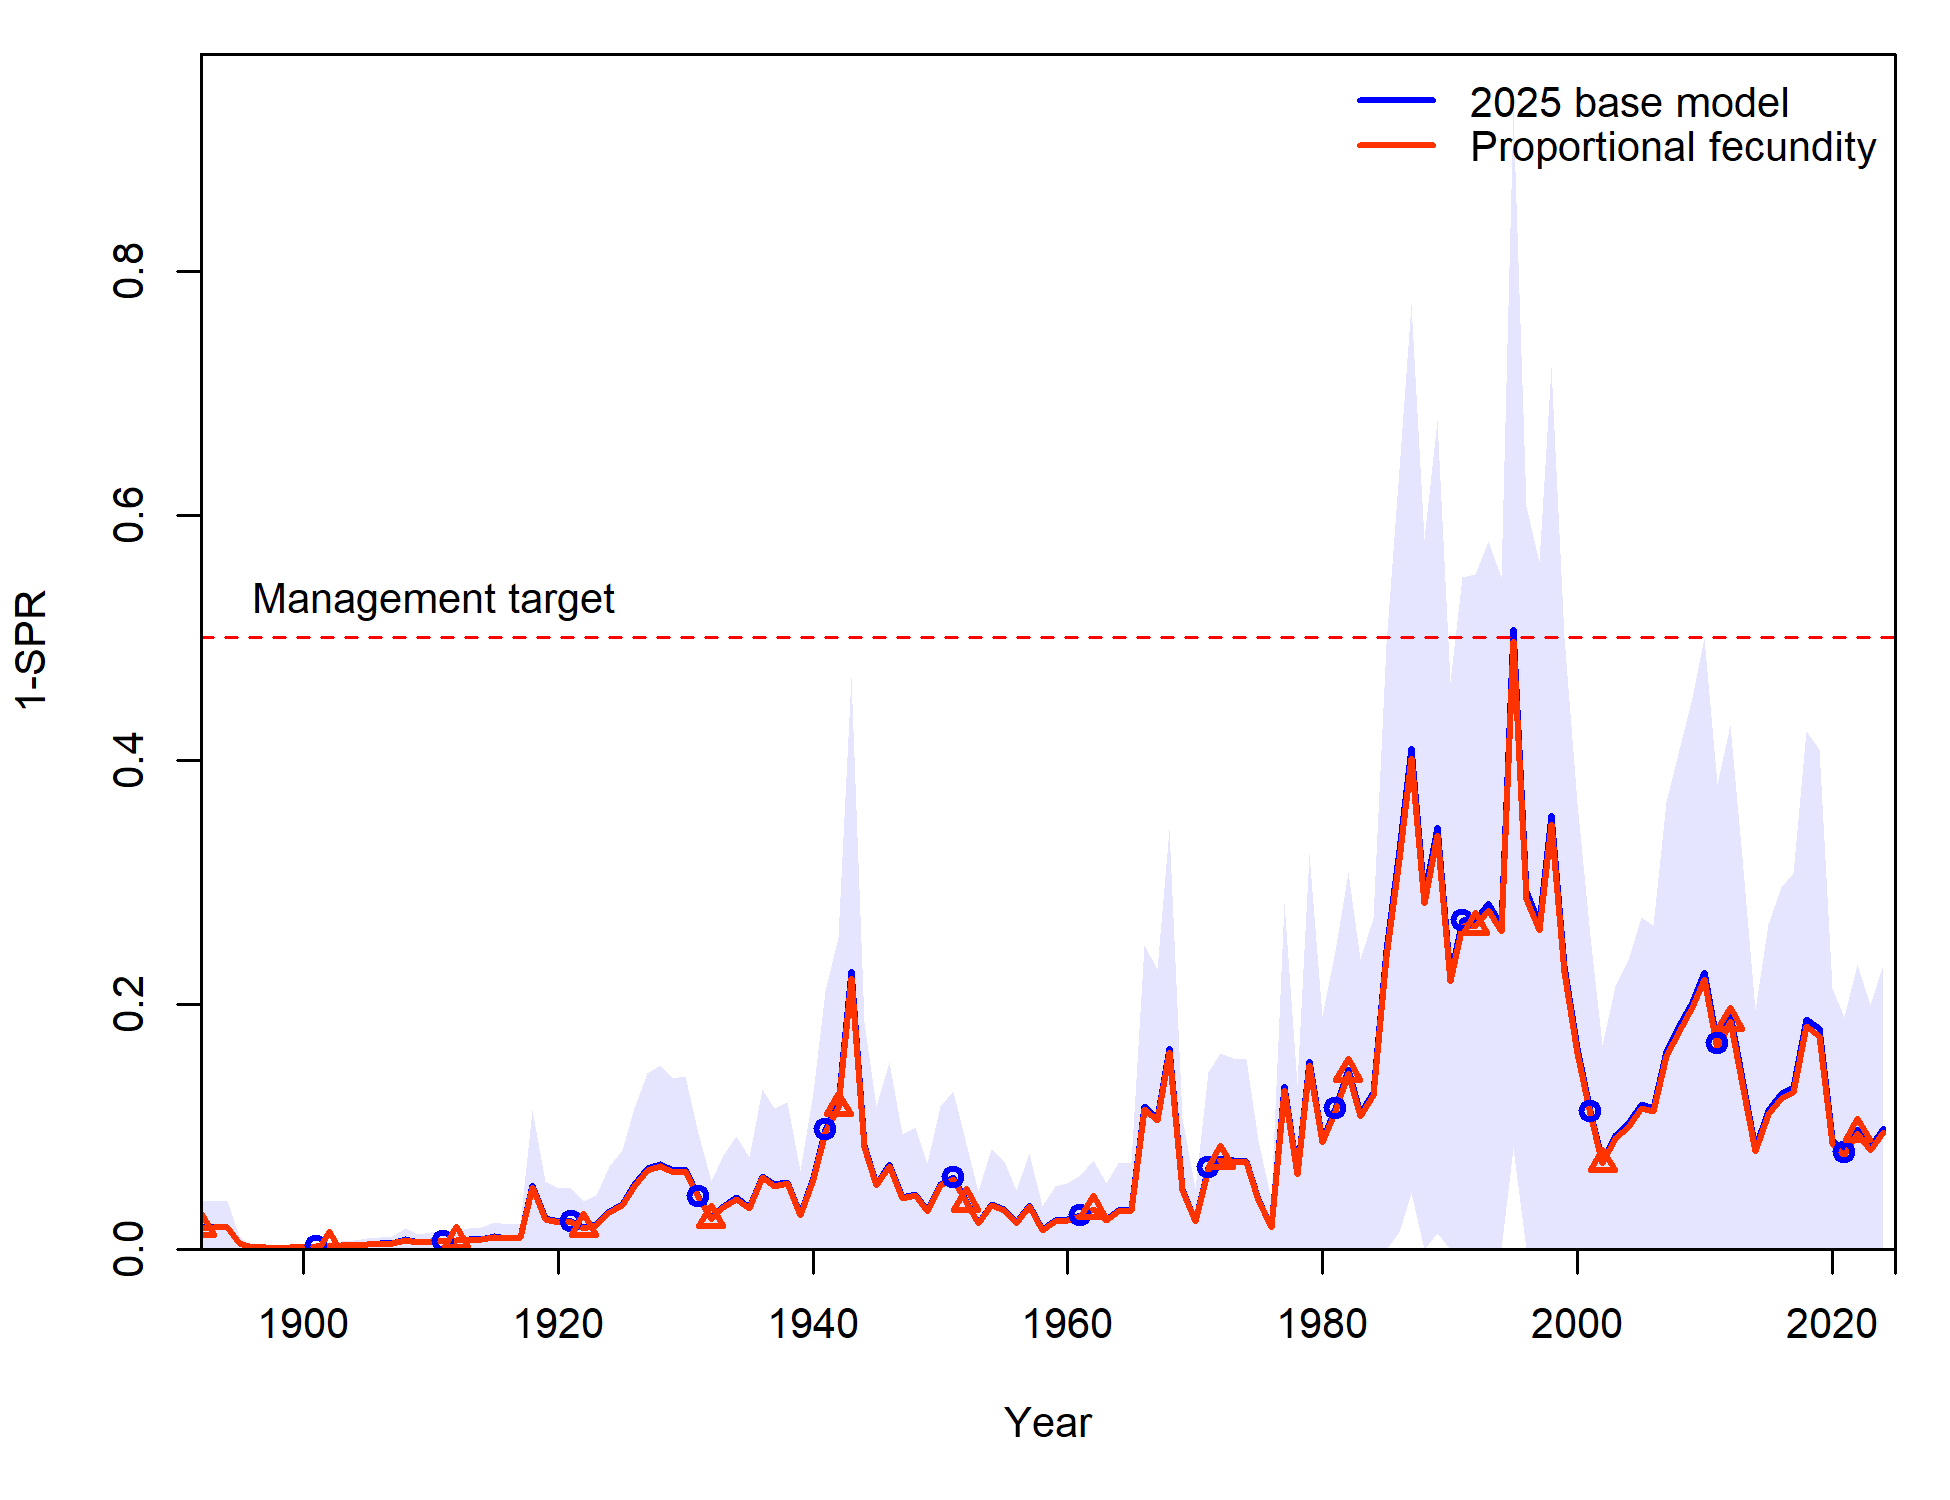 2025 base model
Proportional fecundity
Management target
1-SPR
0.8
0.6
0.4
0.2
0.0
1900 1920 1940 1960 1980 2000 2020
Year